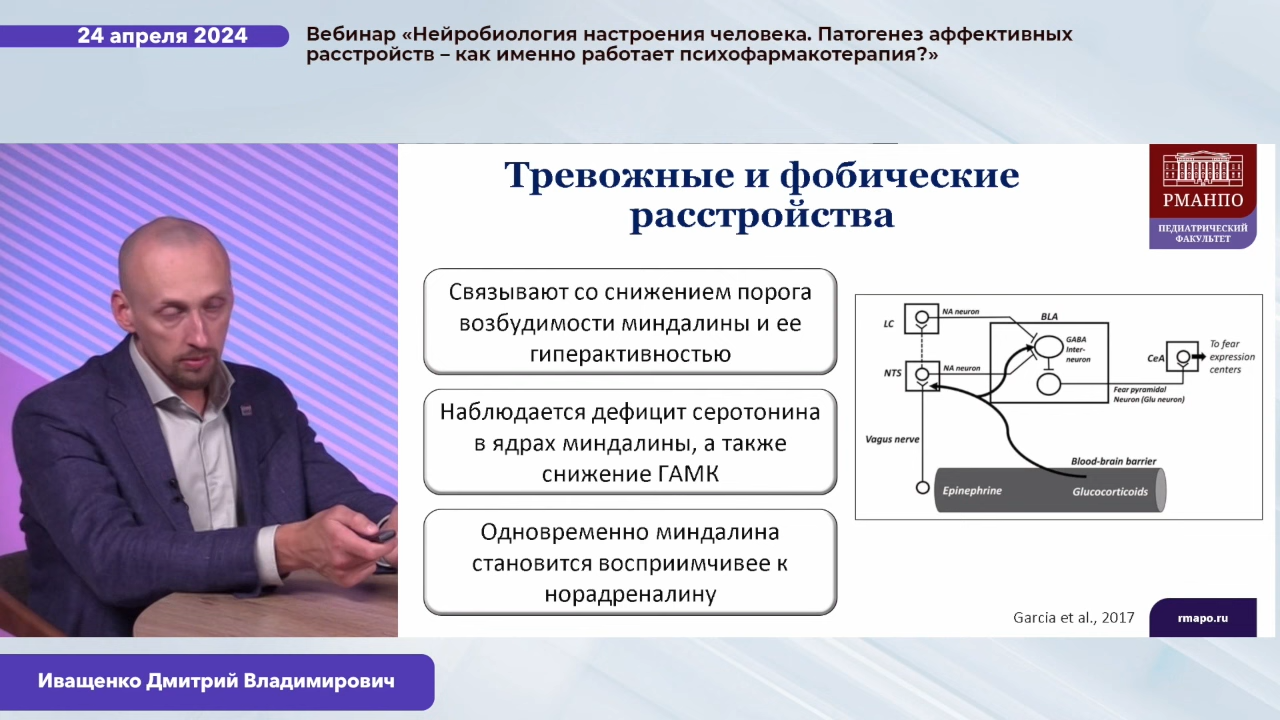 24 апреля 2024
Вебинар «Нейробиология настроения человека. Патогенез аффективных
расстройств – как именно работает психофармакотерапия?»
Тревожные и фобические
расстройства
РМАНПО
ПЕДИАТРИЧЕСКИЙ
ФАКУЛЬТЕТ
Связывают со снижением порога
возбудимости миндалины и ее
гиперактивностью
Наблюдается дефицит серотонина
в ядрах миндалины, а также
снижение ГАМК
Одновременно миндалина
становится восприимчивее к
норадреналину
LC
NA neuron
BLA
GABA
Inter-
neuron
NTS
NA neuron
CeA
To fear
expression
centers
Fear pyramidal
Neuron (Glu neuron)
Vagus nerve
Blood-brain barrier
Epinephrine
Glucocorticoids
Garcia et al., 2017
rmapo.ru
Иващенко Дмитрий Владимирович